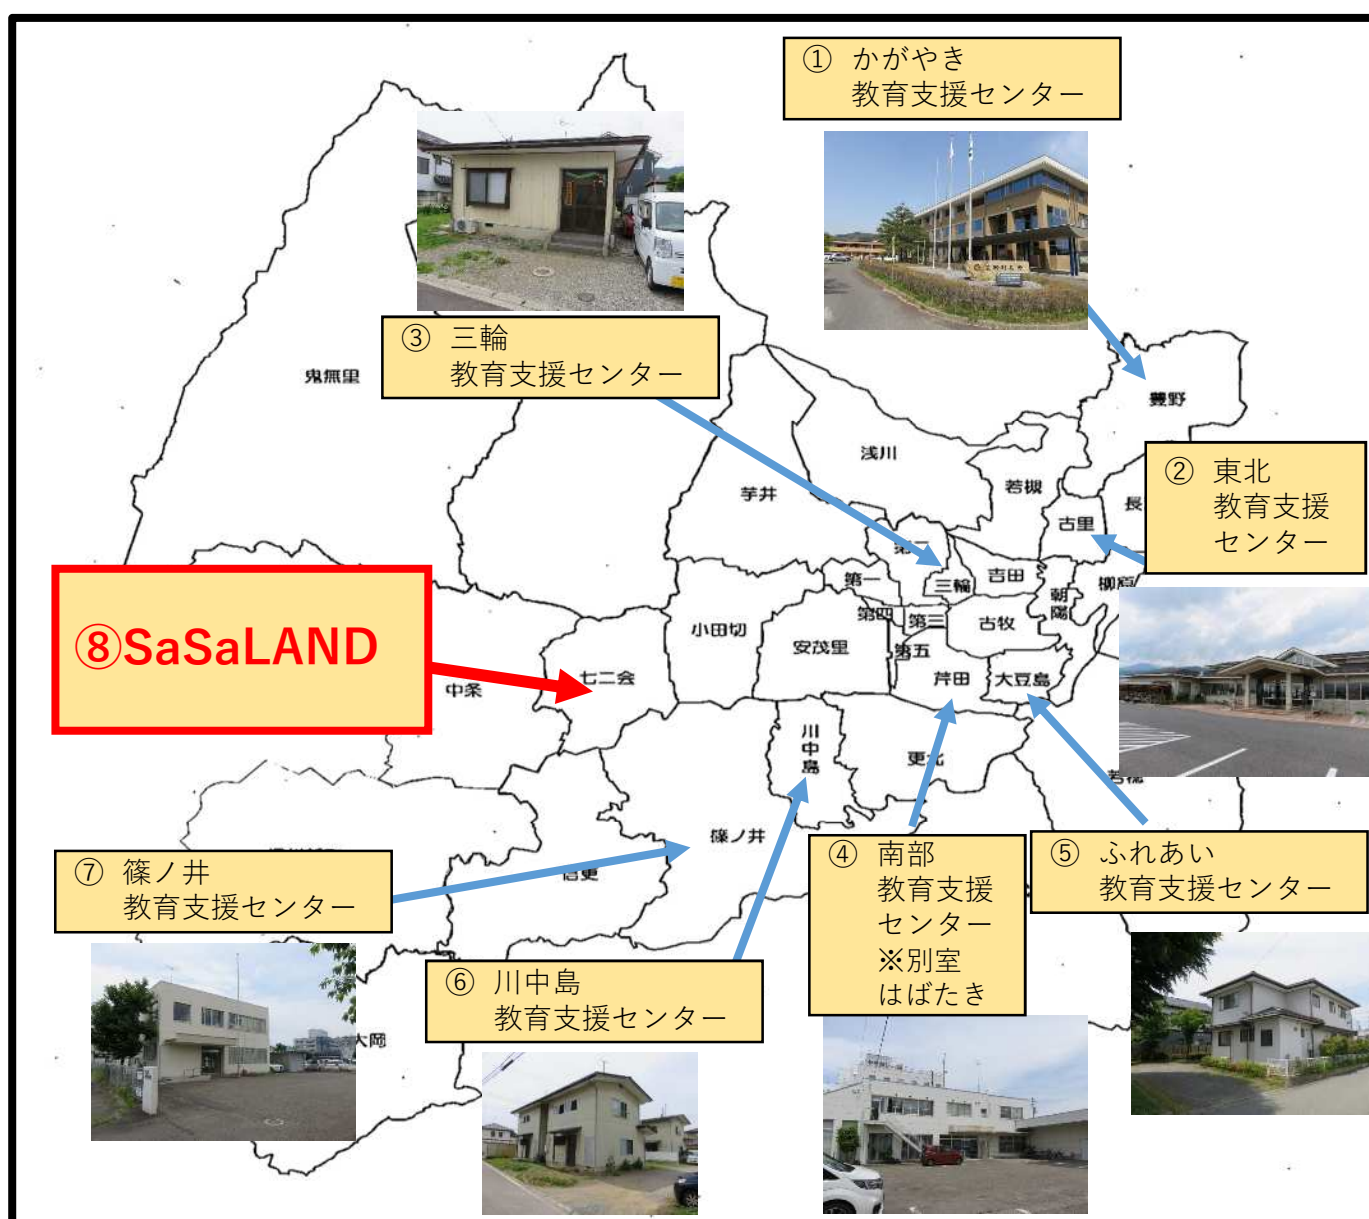 ① かがやき
教育支援センター
③ 三輪
教育支援センター
鬼無里
豊野
浅川
② 東北
教育支援
センター
芋井
若槻
長
古里
第二
第一
三輪
吉田
朝陽
柳原
⑧SaSaLAND
小田切
第四
第三
古牧
安茂里
第五
七二会
芹田
大豆島
中条
川中島
更北
若穂
篠ノ井
④ 南部
教育支援
センター
※別室
はばたき
⑤ ふれあい
教育支援センター
⑦ 篠ノ井
教育支援センター
信更
⑥ 川中島
教育支援センター
大岡